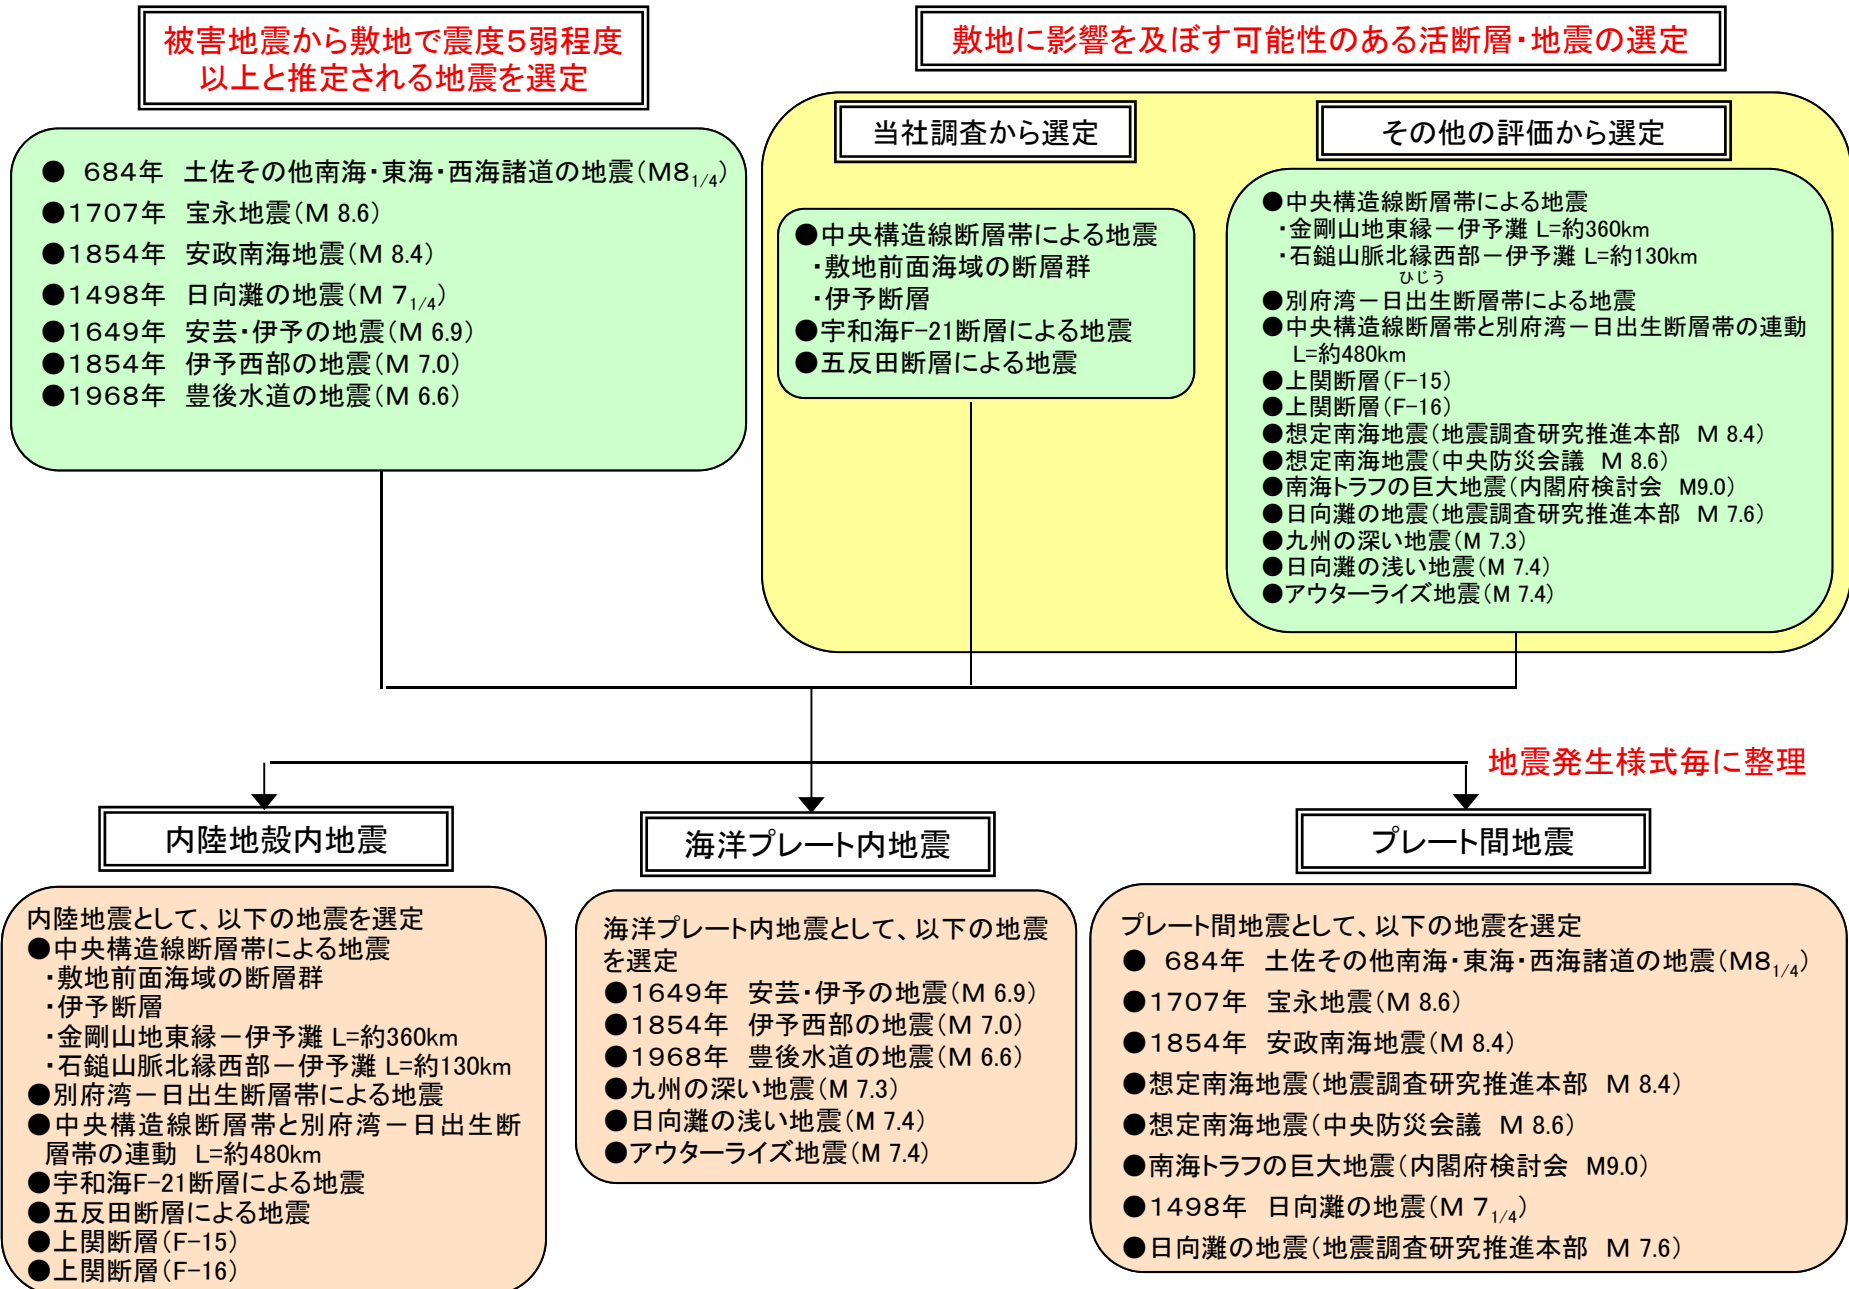 被害地震から敷地で震度5弱程度
以上と推定される地震を選定
● 684年 土佐その他南海・東海・西海諸道の地震(M8 1/4)
●1707年 宝永地震(M 8.6)
●1854年 安政南海地震(M 8.4)
●1498年 日向灘の地震(M 7 1/4)
●1649年 安芸・伊予の地震(M 6.9)
●1854年 伊予西部の地震(M 7.0)
●1968年 豊後水道の地震(M 6.6)
敷地に影響を及ぼす可能性のある活断層・地震の選定
当社調査から選定
●中央構造線断層帯による地震
・敷地前面海域の断層群
・伊予断層
●宇和海F-21断層による地震
●五反田断層による地震
その他の評価から選定
●中央構造線断層帯による地震
・金剛山地東縁－伊予灘 L=約360km
・石鎚山脈北縁西部－伊予灘 L=約130km
ひじう
●別府湾－日出生断層帯による地震
●中央構造線断層帯と別府湾－日出生断層帯の連動
L=約480km
●上関断層(F-15)
●上関断層(F-16)
●想定南海地震(地震調査研究推進本部 M 8.4)
●想定南海地震(中央防災会議 M 8.6)
●南海トラフの巨大地震(内閣府検討会 M9.0)
●日向灘の地震(地震調査研究推進本部 M 7.6)
●九州の深い地震(M 7.3)
●日向灘の浅い地震(M 7.4)
●アウターライズ地震(M 7.4)
地震発生様式毎に整理
内陸地殻内地震
内陸地震として、以下の地震を選定
●中央構造線断層帯による地震
・敷地前面海域の断層群
・伊予断層
・金剛山地東縁－伊予灘 L=約360km
・石鎚山脈北縁西部－伊予灘 L=約130km
●別府湾－日出生断層帯による地震
●中央構造線断層帯と別府湾－日出生断
層帯の連動 L=約480km
●宇和海F-21断層による地震
●五反田断層による地震
●上関断層(F-15)
●上関断層(F-16)
海洋プレート内地震
海洋プレート内地震として、以下の地震
を選定
●1649年 安芸・伊予の地震(M 6.9)
●1854年 伊予西部の地震(M 7.0)
●1968年 豊後水道の地震(M 6.6)
●九州の深い地震(M 7.3)
●日向灘の浅い地震(M 7.4)
●アウターライズ地震(M 7.4)
プレート間地震
プレート間地震として、以下の地震を選定
● 684年 土佐その他南海・東海・西海諸道の地震(M8 1/4)
●1707年 宝永地震(M 8.6)
●1854年 安政南海地震(M 8.4)
●想定南海地震(地震調査研究推進本部 M 8.4)
●想定南海地震(中央防災会議 M 8.6)
●南海トラフの巨大地震(内閣府検討会 M9.0)
●1498年 日向灘の地震(M 7 1/4)
●日向灘の地震(地震調査研究推進本部 M 7.6)